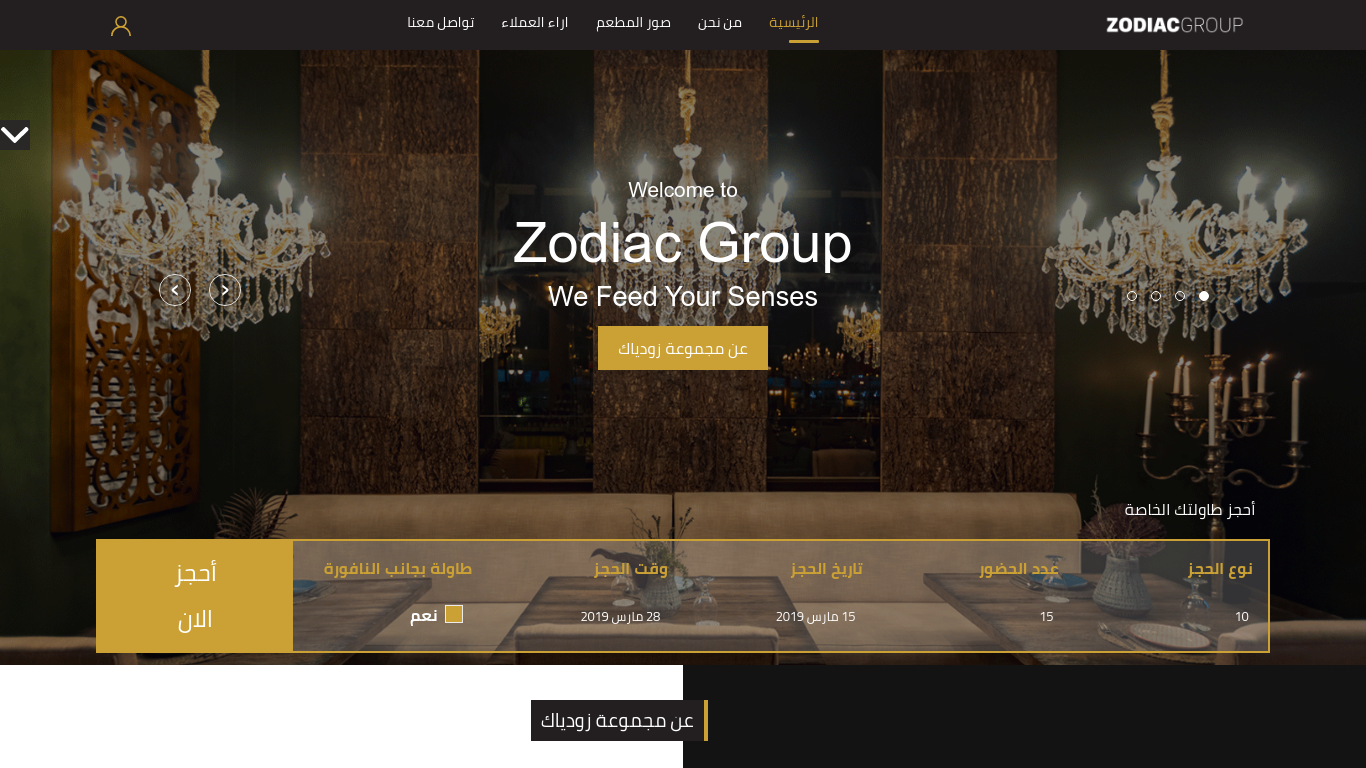 ZODIACGROUP
الرئيسية
من نحن
صور المطعم
اراء العملاء
تواصل معنا
Welcome to
Zodiac Group
We Feed Your Senses
عن مجموعة زودياك
أحجز طاولتك الخاصة
نوع الحجز
عدد الحضور
تاريخ الحجز
وقت الحجز
طاولة بجانب النافورة
10
15
15 مارس 2019
28 مارس 2019
نعم
أحجز
الان
عن مجموعة زودياك